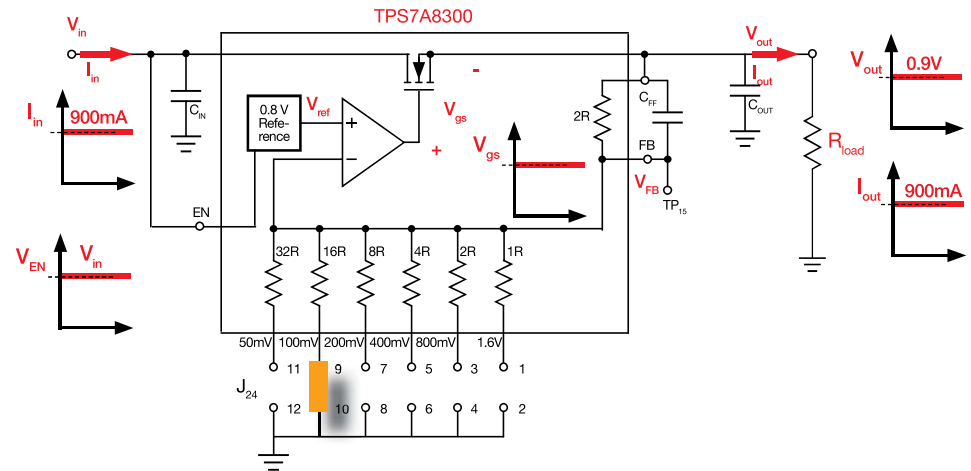 TPS7A8300
Vin
Iin
Vout
Iout
Iin
900mA
CIN
0.8 V
Refe-
rence
Vref
+
−
Vgs
-
+
Vgs
2R
CFF
FB
VFB
TP15
COUT
Rload
Vout
0.9V
Iout
900mA
EN
VEN
Vin
32R 16R 8R 4R 2R 1R
50mV 100mV 200mV 400mV 800mV 1.6V
J24
11 9 7 5 3 1
12 10 8 6 4 2